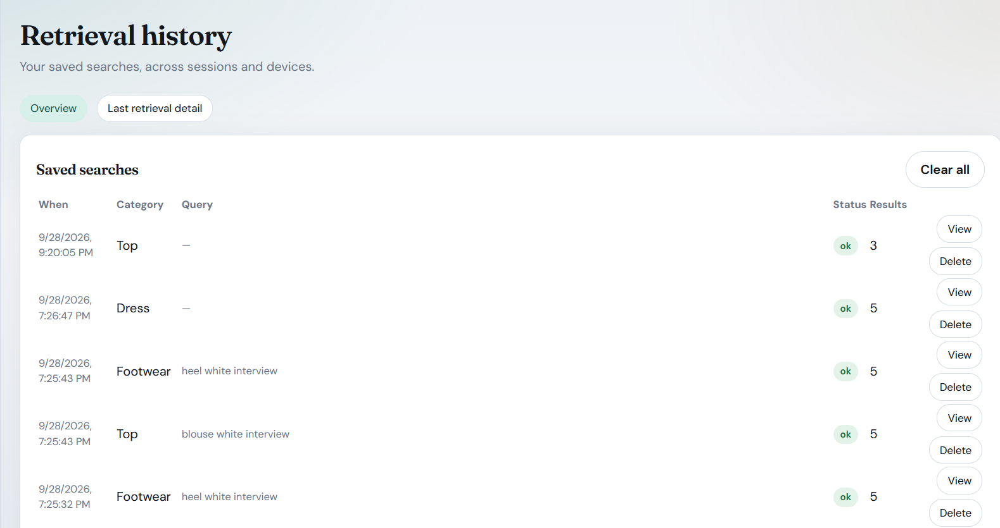 Retrieval history
Your saved searches, across sessions and devices.
Overview
Last retrieval detail
Saved searches
Clear all
When Category Query Status Results
9/28/2026,
9:20:05 PM
Top
—
ok
3
View
Delete
9/28/2026,
7:26:47 PM
Dress
—
ok
5
View
Delete
9/28/2026,
7:25:43 PM
Footwear
heel white interview
ok
5
View
Delete
9/28/2026,
7:25:43 PM
Top
blouse white interview
ok
5
View
Delete
9/28/2026,
7:25:32 PM
Footwear
heel white interview
ok
5
View
Delete